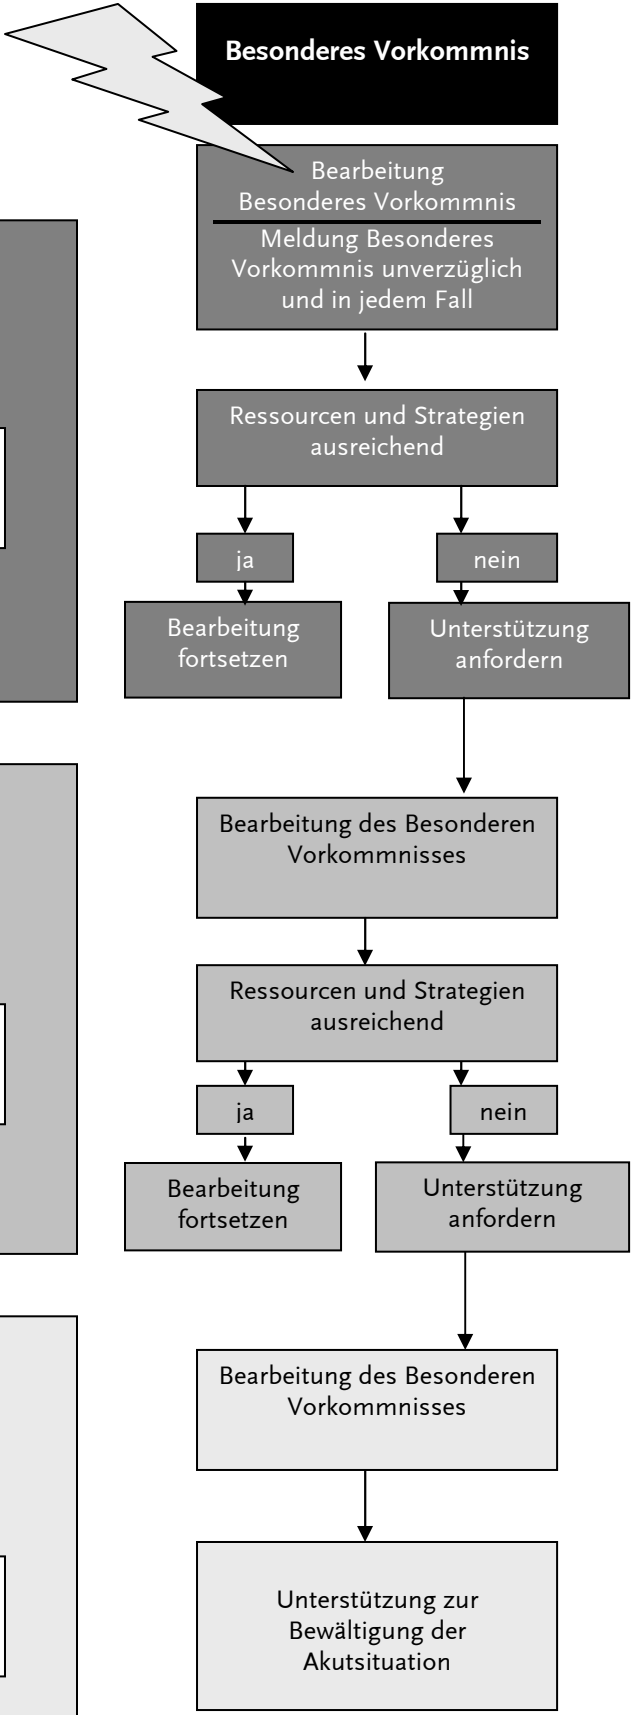 Besonderes Vorkommnis
Bearbeitung
Besonderes Vorkommnis
Meldung Besonderes
Vorkommnis unverzüglich
und in jedem Fall
Ressourcen und Strategien
ausreichend
ja
nein
Bearbeitung
fortsetzen
Unterstützung
anfordern
Bearbeitung des Besonderen
Vorkommnisses
Ressourcen und Strategien
ausreichend
ja
nein
Bearbeitung
fortsetzen
Unterstützung
anfordern
Bearbeitung des Besonderen
Vorkommnisses
Unterstützung zur
Bewältigung der
Akutsituation